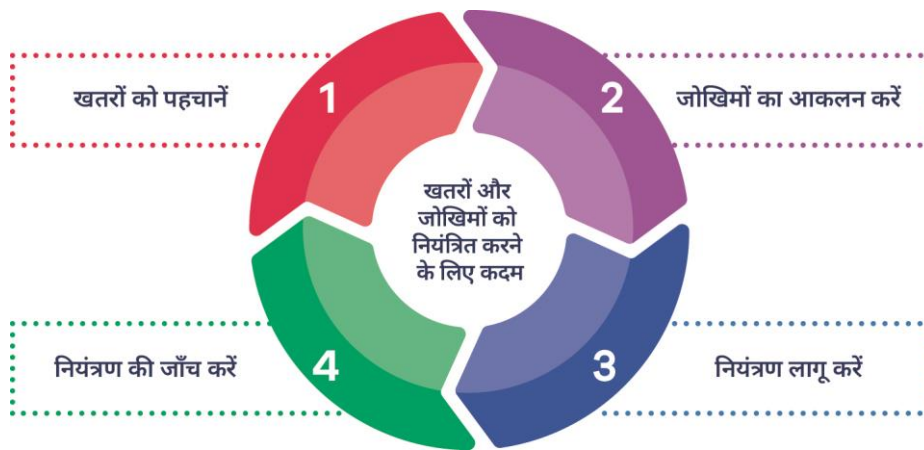 खतरों को पहचानें
1
2
जोखिमों का आकलन करें
खतरों और
जोखिमों को
नियंत्रित करने
के लिए कदम
नियंत्रण की जाँच करें
4
3
नियंत्रण लागू करें